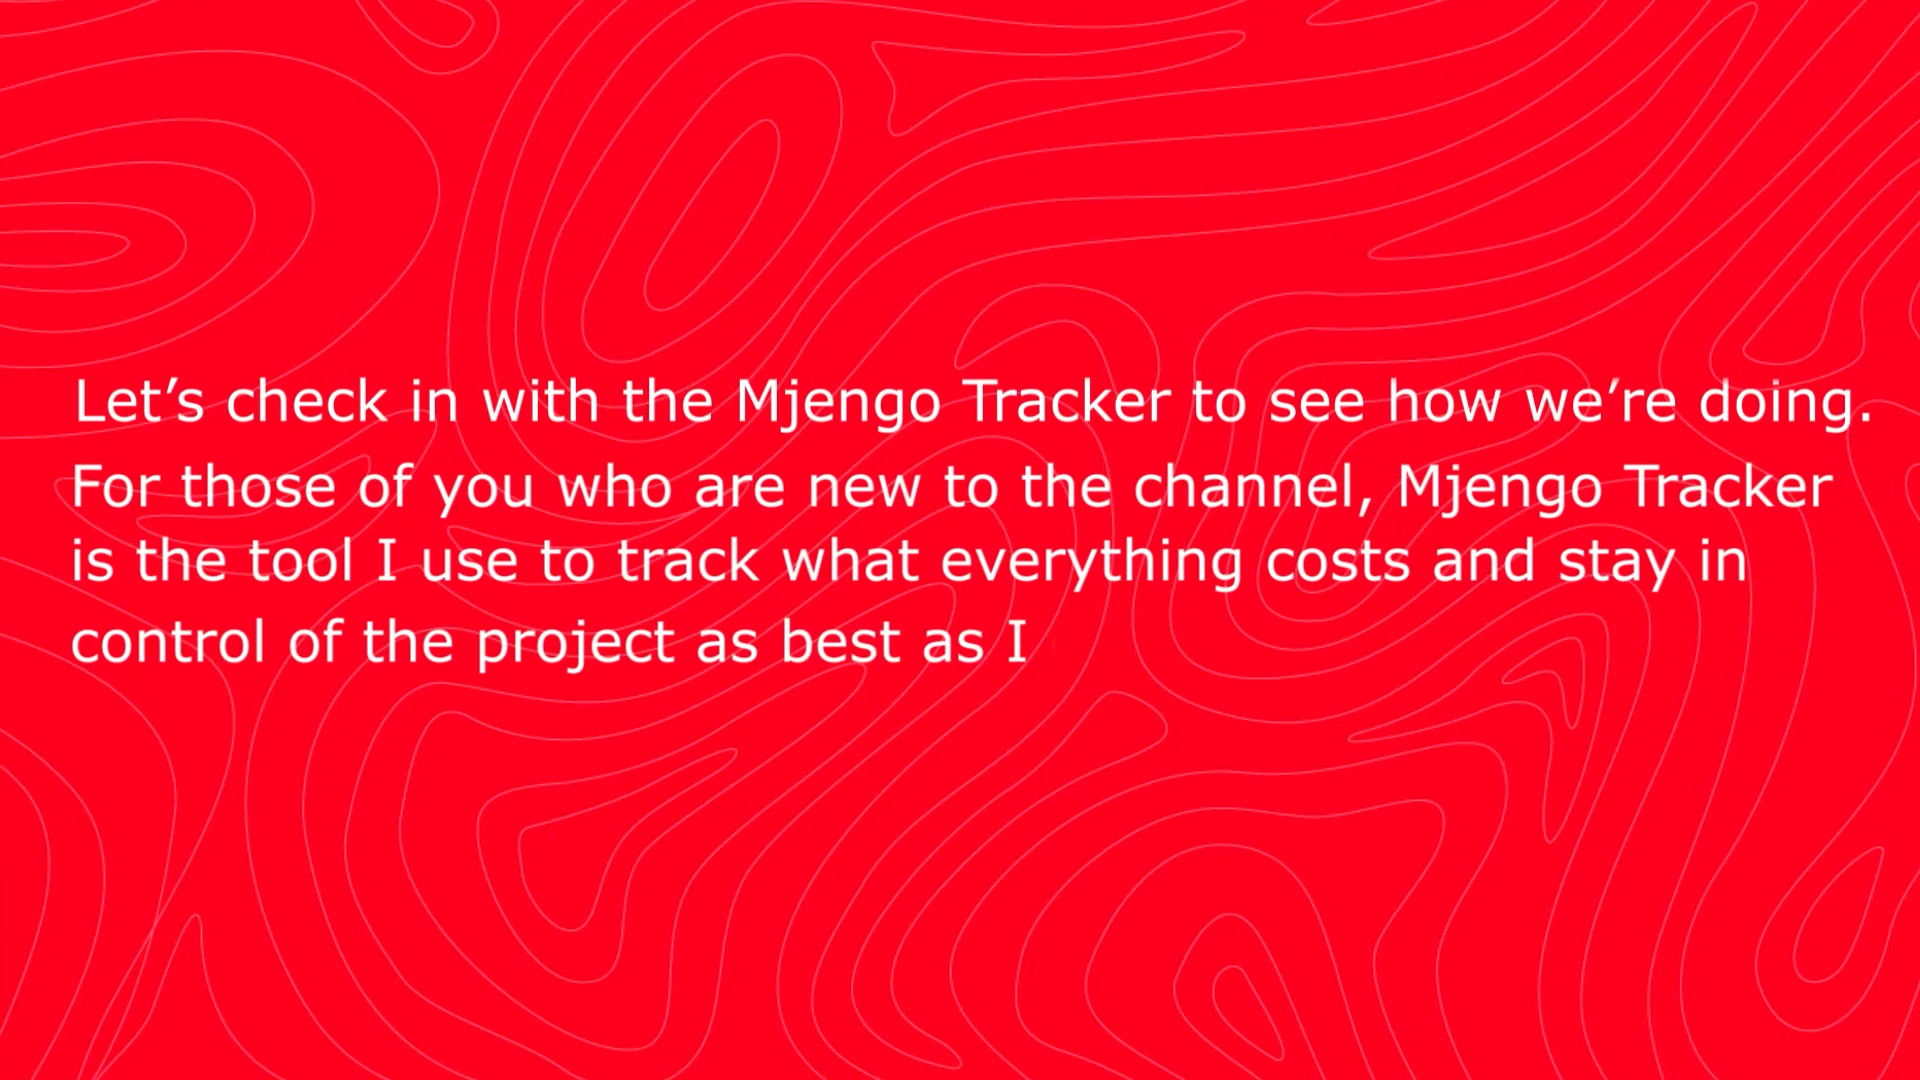 Let’s check in with the Mjengo Tracker to see how we’re doing.
For those of you who are new to the channel, Mjengo Tracker
is the tool I use to track what everything costs and stay in
control of the project as best as I